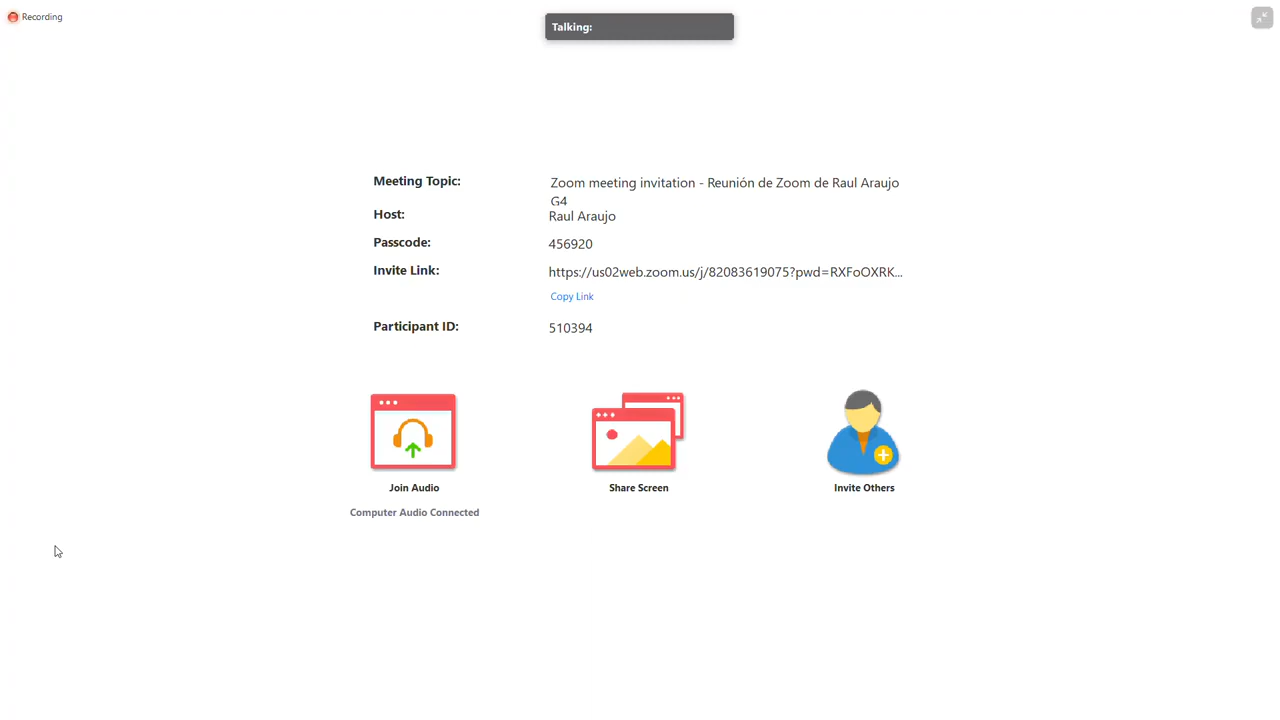 Recording
Talking:
Meeting Topic: Zoom meeting invitation - Reunión de Zoom de Raul Araujo
G4
Host: Raul Araujo
Passcode: 456920
Invite Link: https://us02web.zoom.us/j/82083619075?pwd=RXFoOXRK...
Copy Link
Participant ID: 510394
Join Audio Share Screen Invite Others
Computer Audio Connected